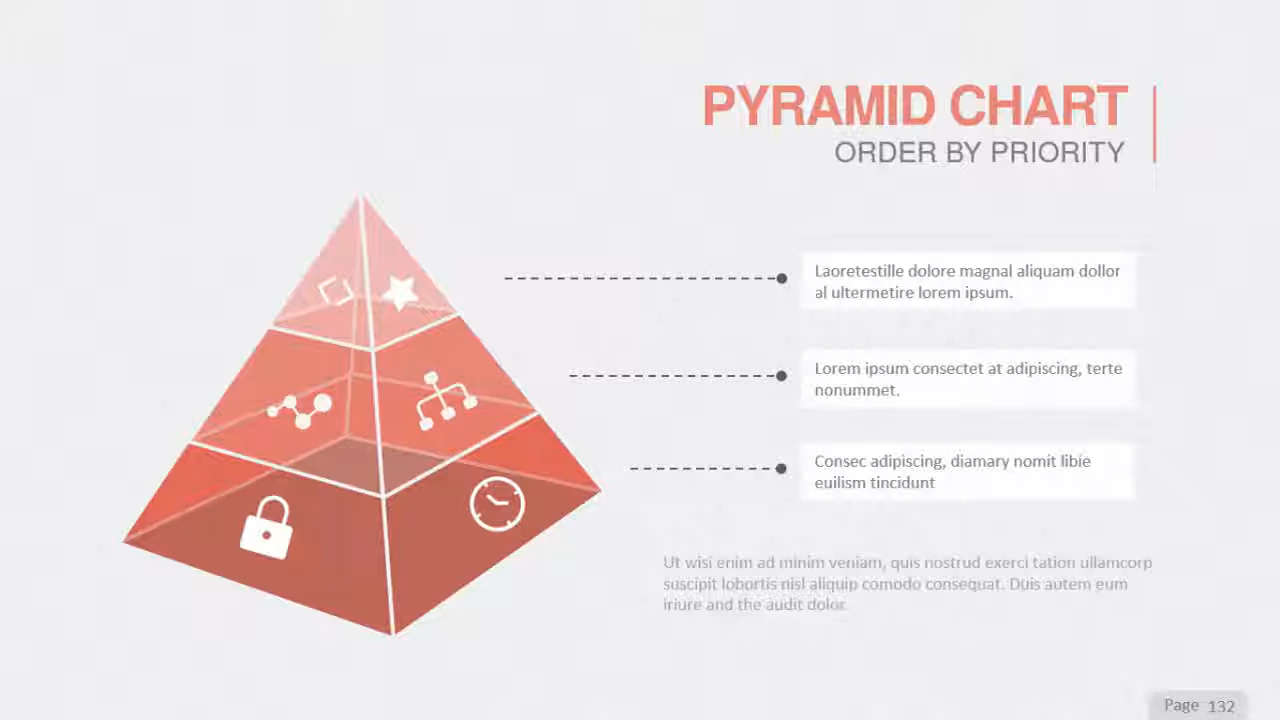 PYRAMID CHART
ORDER BY PRIORITY
Laoretestille dolore magnal aliquam dollor
al ultermetire lorem ipsum.
Lorem ipsum consectet at adipiscing, terte
nonummet.
Consec adipiscing, diamary nomit libie
euilism tincidunt
Ut wisi enim ad minim veniam, quis nostrud exerci tation ullamcorp
suscipit lobortis nisl aliquip comodo consequat. Duis autem eum
iriure and the audit dolor.
Page 132